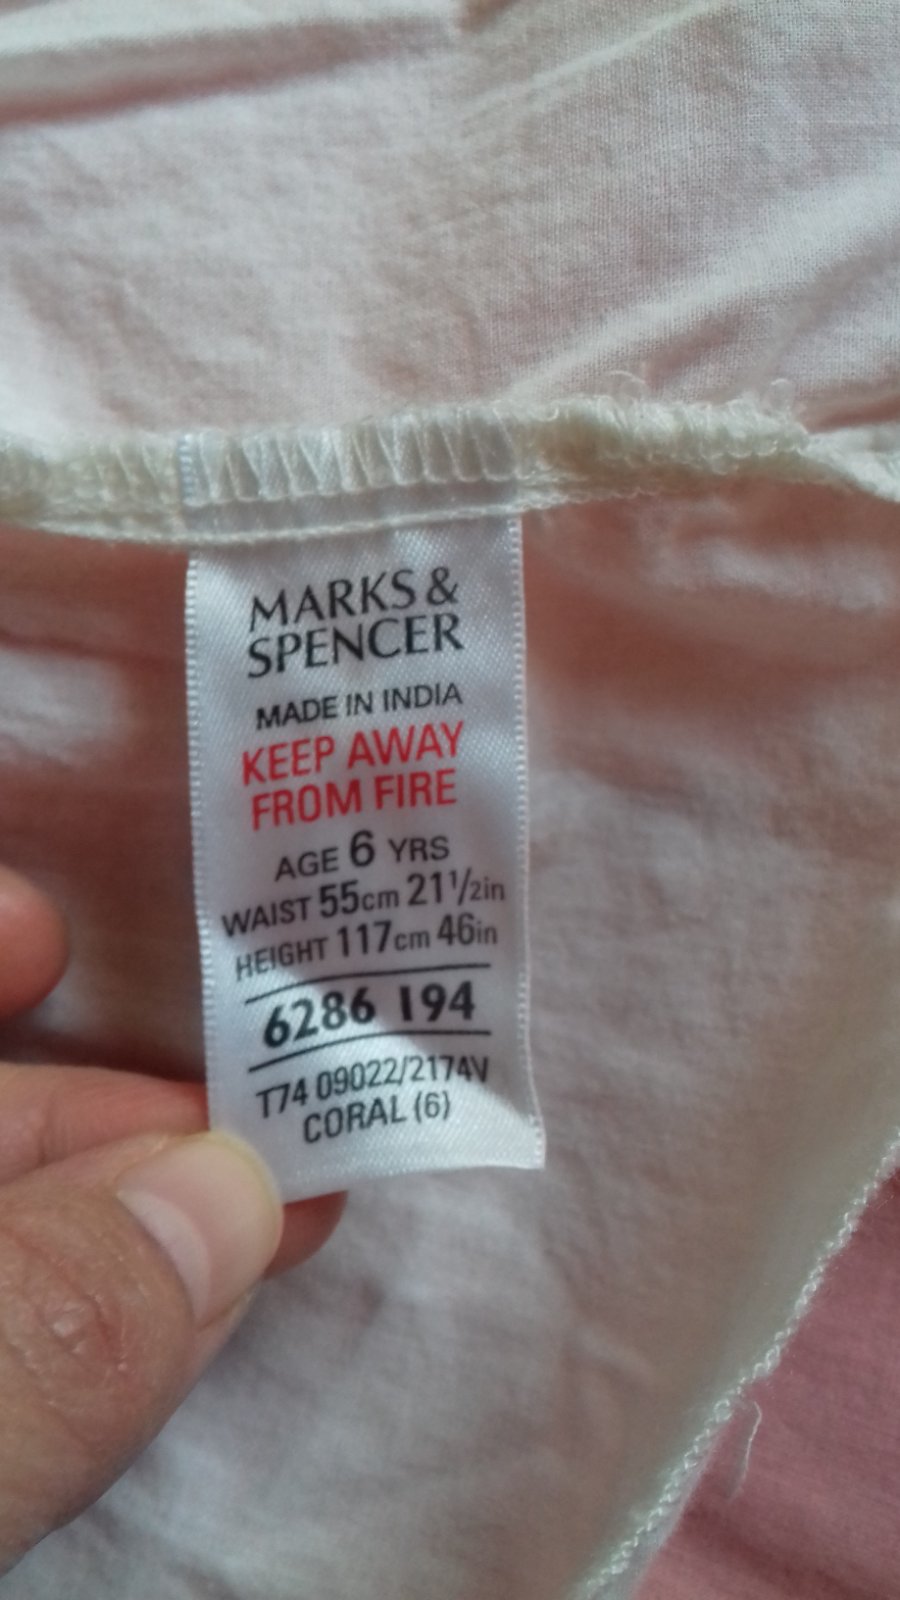 MARKS &
SPENCER
MADE IN INDIA
KEEP AWAY
FROM FIRE
AGE 6 YRS
WAIST 55cm 21½in
HEIGHT 117cm 46in
6286 194
T74 09022/2174V
CORAL (6)